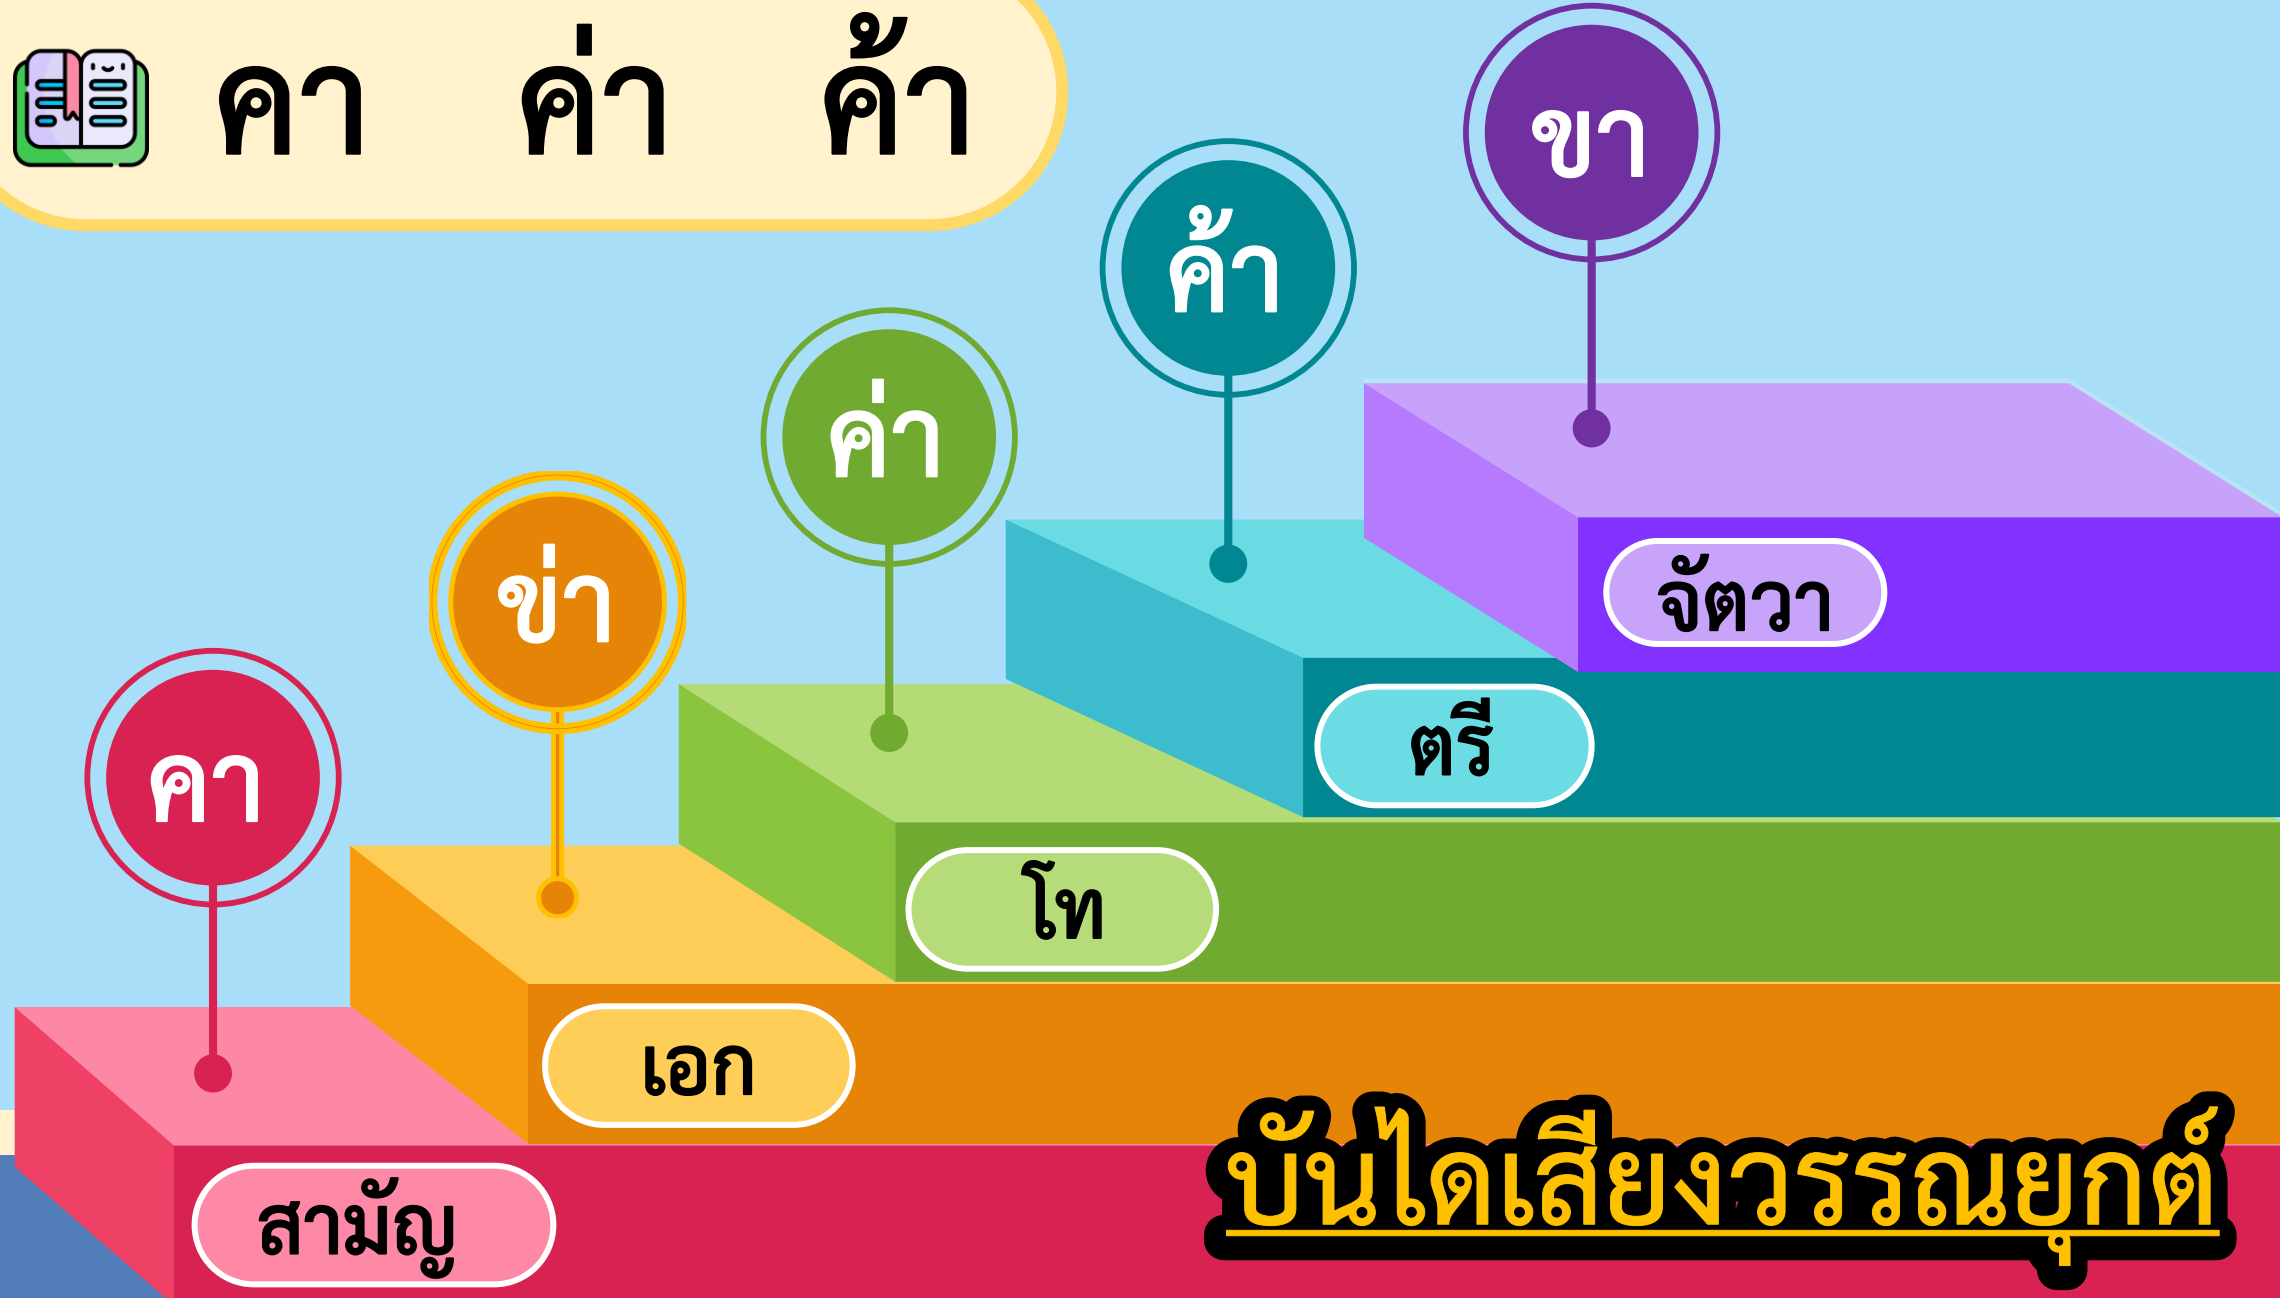 คา ค่า ค้า
ขา
ค้า
ค่า
ข่า
คา
จัตวา
ตรี
โท
เอก
สามัญ
บันไดเสียงวรรณยุกต์